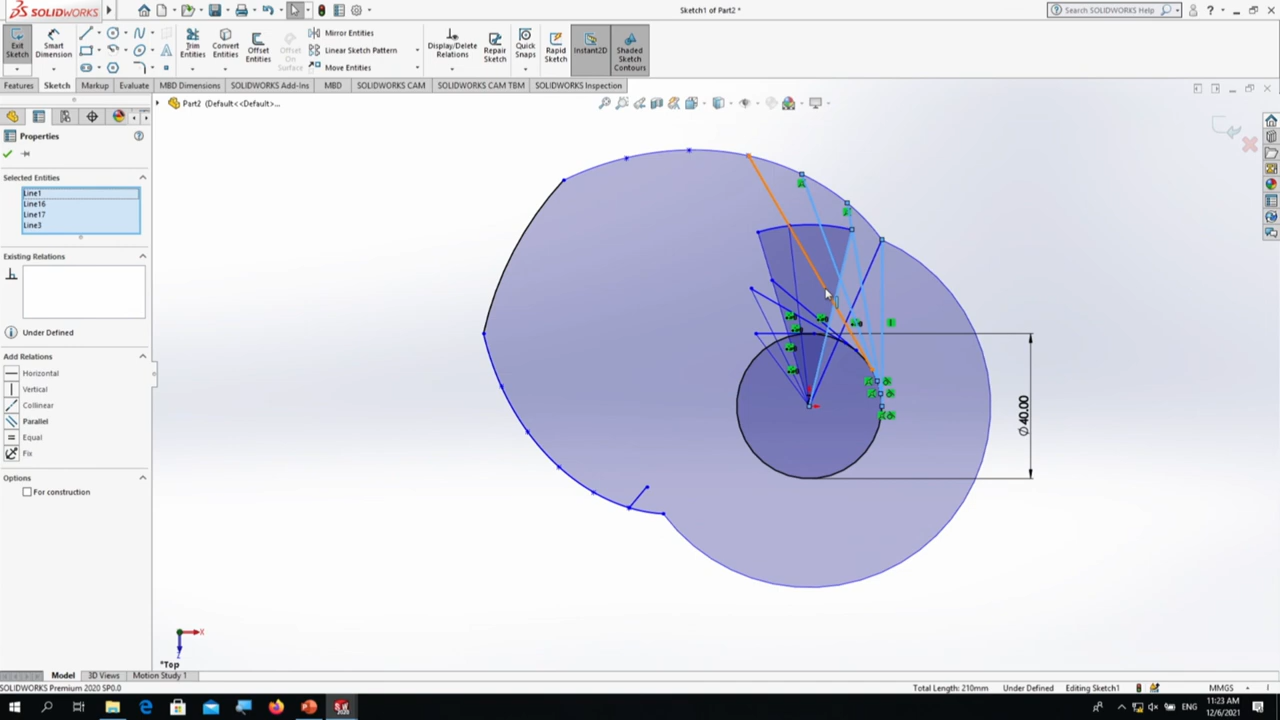 SOLIDWORKS
Sketch1 of Part2 *
Search SOLIDWORKS Help
Exit Sketch
Smart Dimension
Trim Entities
Convert Entities
Offset Entities
Offset On Surface
Mirror Entities
Linear Sketch Pattern
Move Entities
Display/Delete Relations
Repair Sketch
Quick Snaps
Rapid Sketch
Instant2D
Shaded Sketch Contours
Features
Sketch
Markup
Evaluate
MBD Dimensions
SOLIDWORKS Add-Ins
MBD
SOLIDWORKS CAM
SOLIDWORKS CAM TBM
SOLIDWORKS Inspection
Part2 (Default<<Default>...
Properties
Selected Entities
Line1
Line16
Line17
Line3
Existing Relations
Under Defined
Add Relations
Horizontal
Vertical
Collinear
Parallel
Equal
Fix
Options
For construction
⌀40.00
X
*Top
Model
3D Views
Motion Study 1
SOLIDWORKS Premium 2020 SP0.0
Total Length: 210mm
Under Defined
Editing Sketch1
MMGS
ENG
11:23 AM
12/6/2021